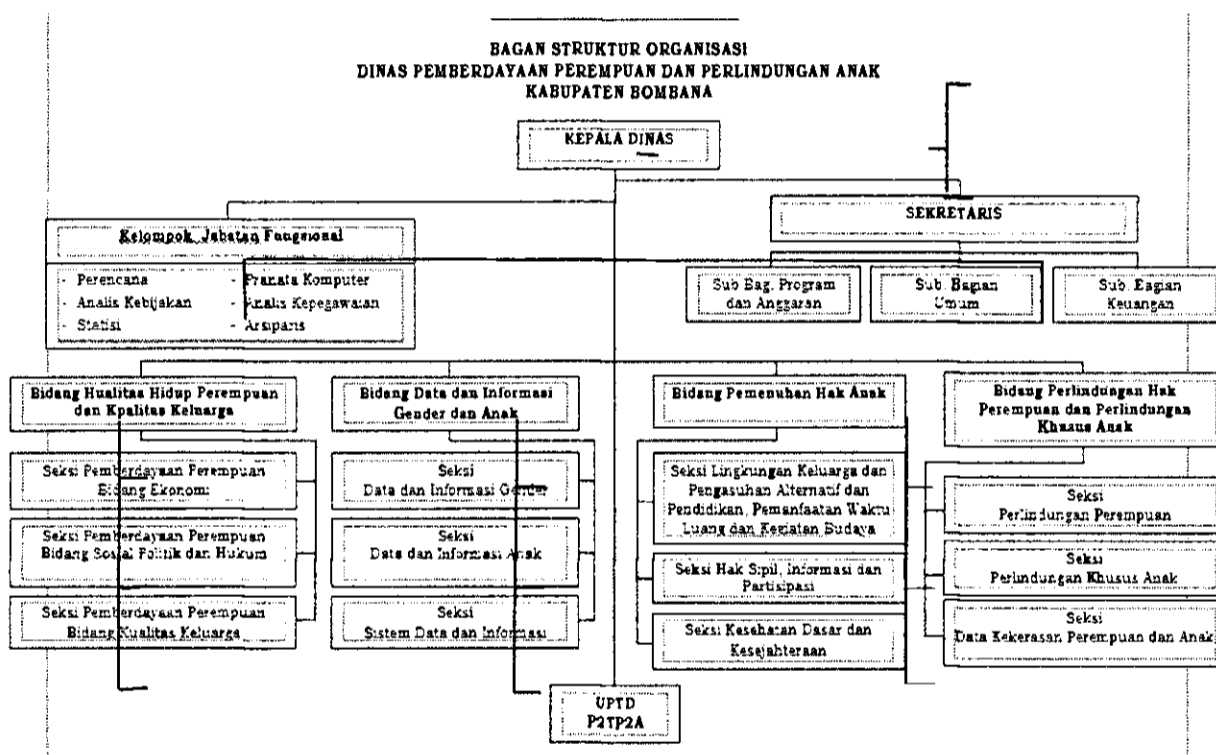 BAGAN STRUKTUR ORGANISASI
DINAS PEMBERDAYAAN PEREMPUAN DAN PERLINDUNGAN ANAK
KABUPATEN BOMBANA
KEPALA DINAS
SEKRETARIS
Kelompok Jabatan Fungsional
- Perencana
- Analis Kebijakan
- Statisi
- Pranata Komputer
- Analis Kepegawaian
- Arsiparis
Sub Bag. Program
dan Anggaran
Sub. Bagian
Umum
Sub. Bagian
Keuangan
Bidang Kualitas Hidup Perempuan
dan Kualitas Keluarga
Seksi Pemberdayaan Perempuan
Bidang Ekonomi
Seksi Pemberdayaan Perempuan
Bidang Sosial Politik dan Hukum
Seksi Pemberdayaan Perempuan
Bidang Kualitas Keluarga
Bidang Data dan Informasi
Gender dan Anak
Seksi
Data dan Informasi Gender
Seksi
Data dan Informasi Anak
Seksi
Sistem Data dan Informasi
Bidang Pemenuhan Hak Anak
Seksi Lingkungan Keluarga dan
Pengasuhan Alternatif dan
Pendidikan, Pemanfaatan Waktu
Luang dan Kegiatan Budaya
Seksi Hak Sipil, Informasi dan
Partisipasi
Seksi Kesehatan Dasar dan
Kesejahteraan
Bidang Perlindungan Hak
Perempuan dan Perlindungan
Khusus Anak
Seksi
Perlindungan Perempuan
Seksi
Perlindungan Khusus Anak
Seksi
Data Kekerasan Perempuan dan Anak
UPTD
P2TP2A